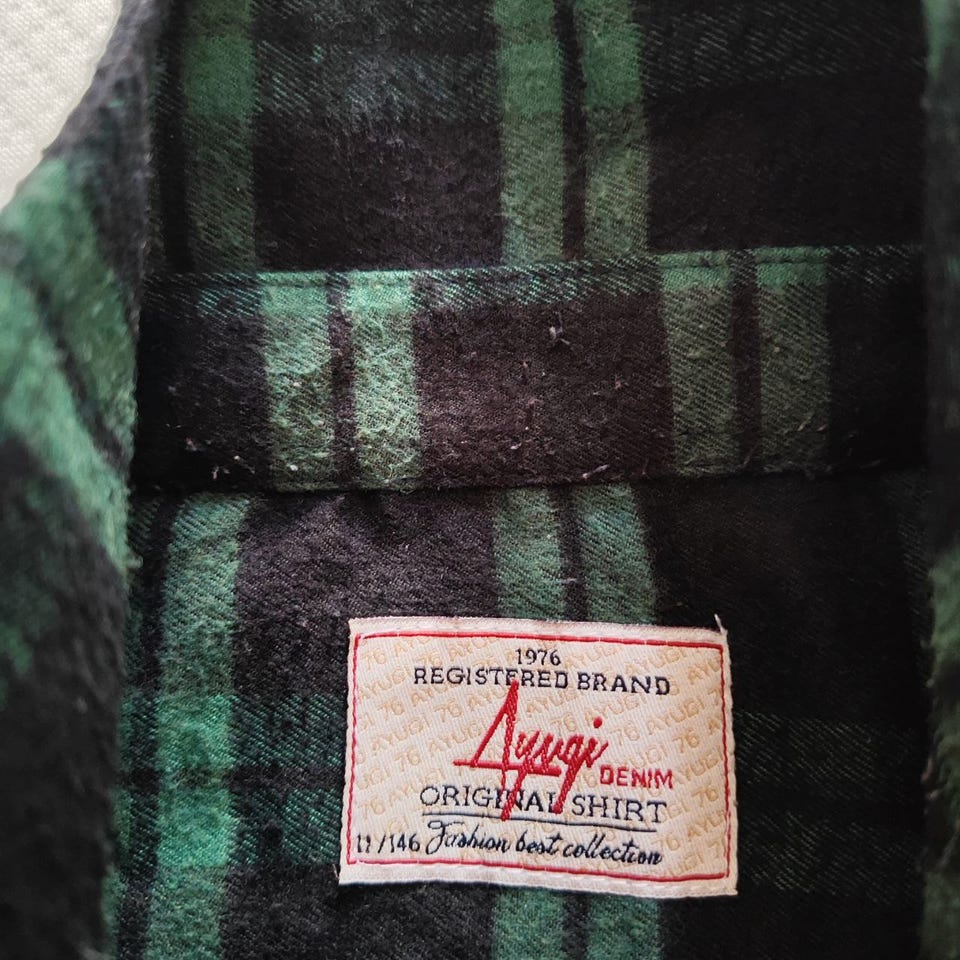 1976
REGISTERED BRAND
Ayugi
DENIM
ORIGINAL SHIRT
11/146 Fashion best collection